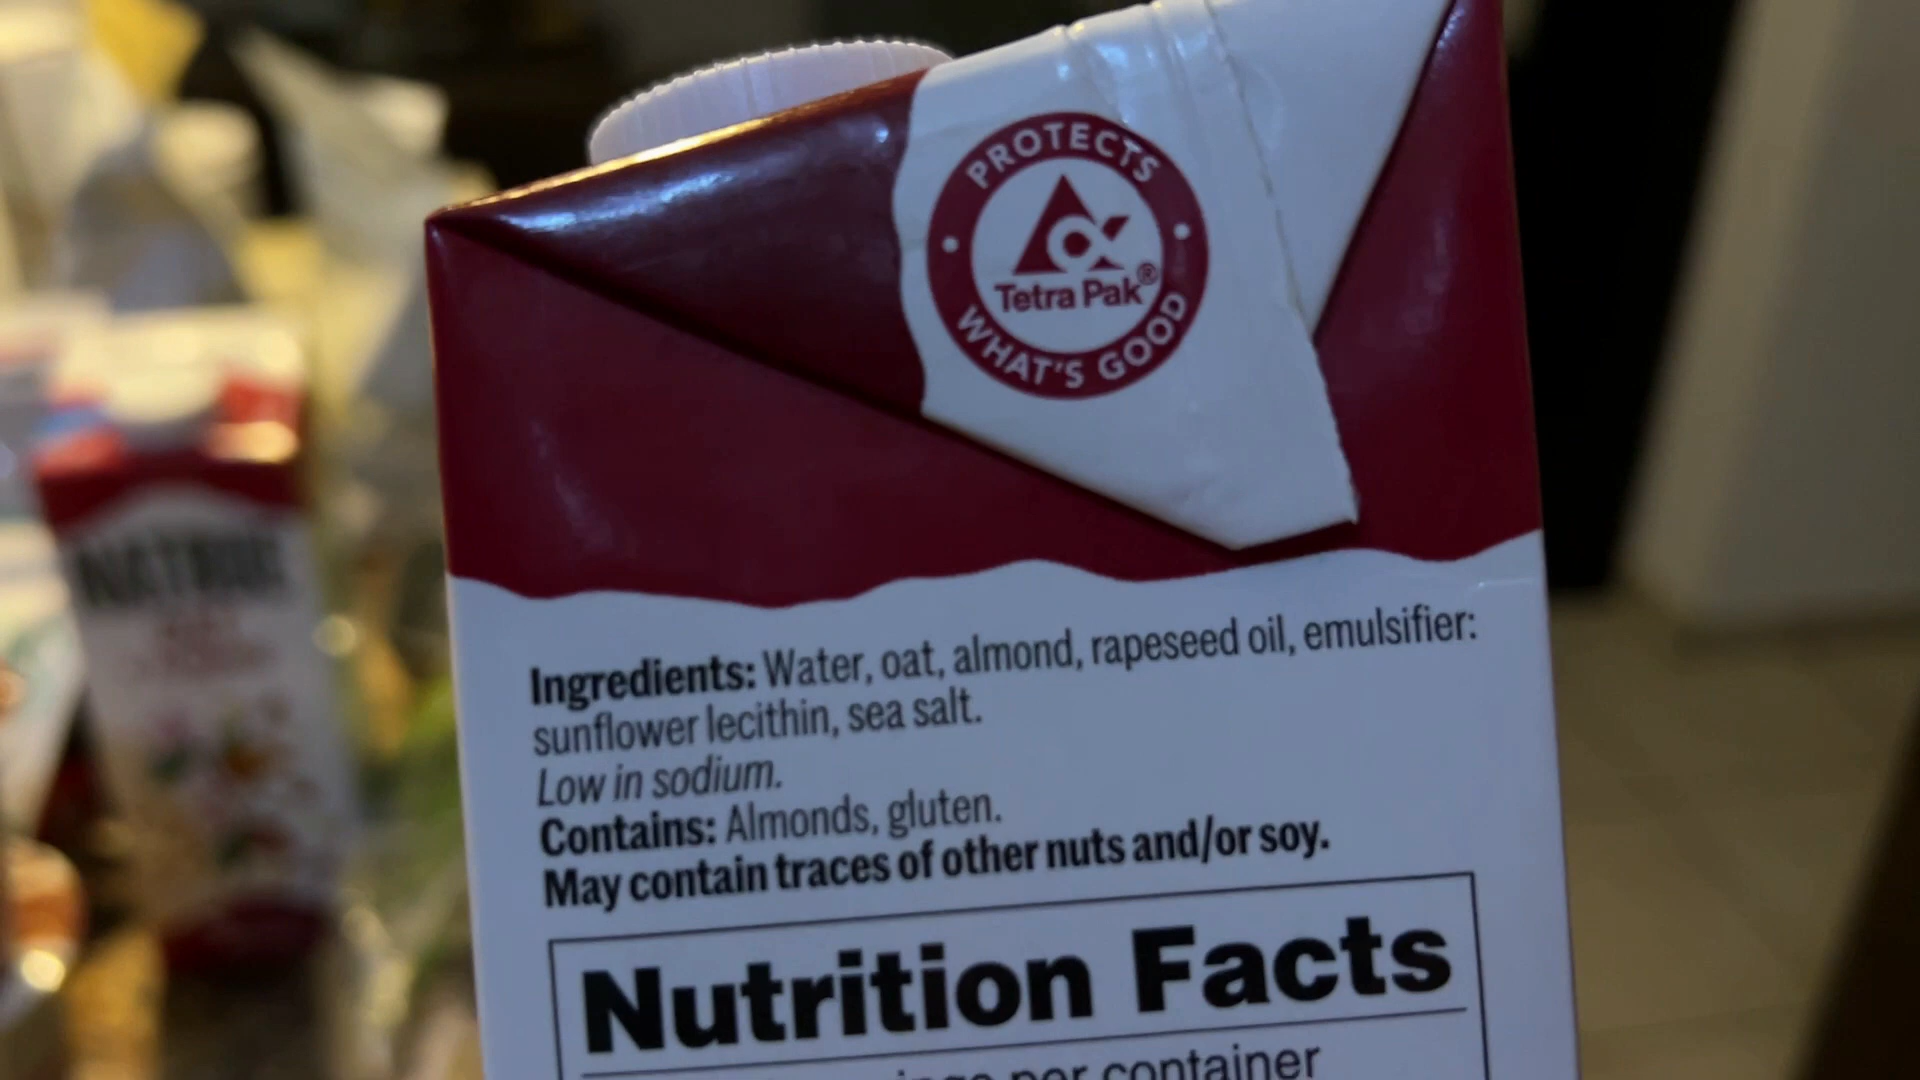 PROTECTS
Tetra Pak®
WHAT'S GOOD
Ingredients: Water, oat, almond, rapeseed oil, emulsifier:
sunflower lecithin, sea salt.
Low in sodium.
Contains: Almonds, gluten.
May contain traces of other nuts and/or soy.
Nutrition Facts
per container